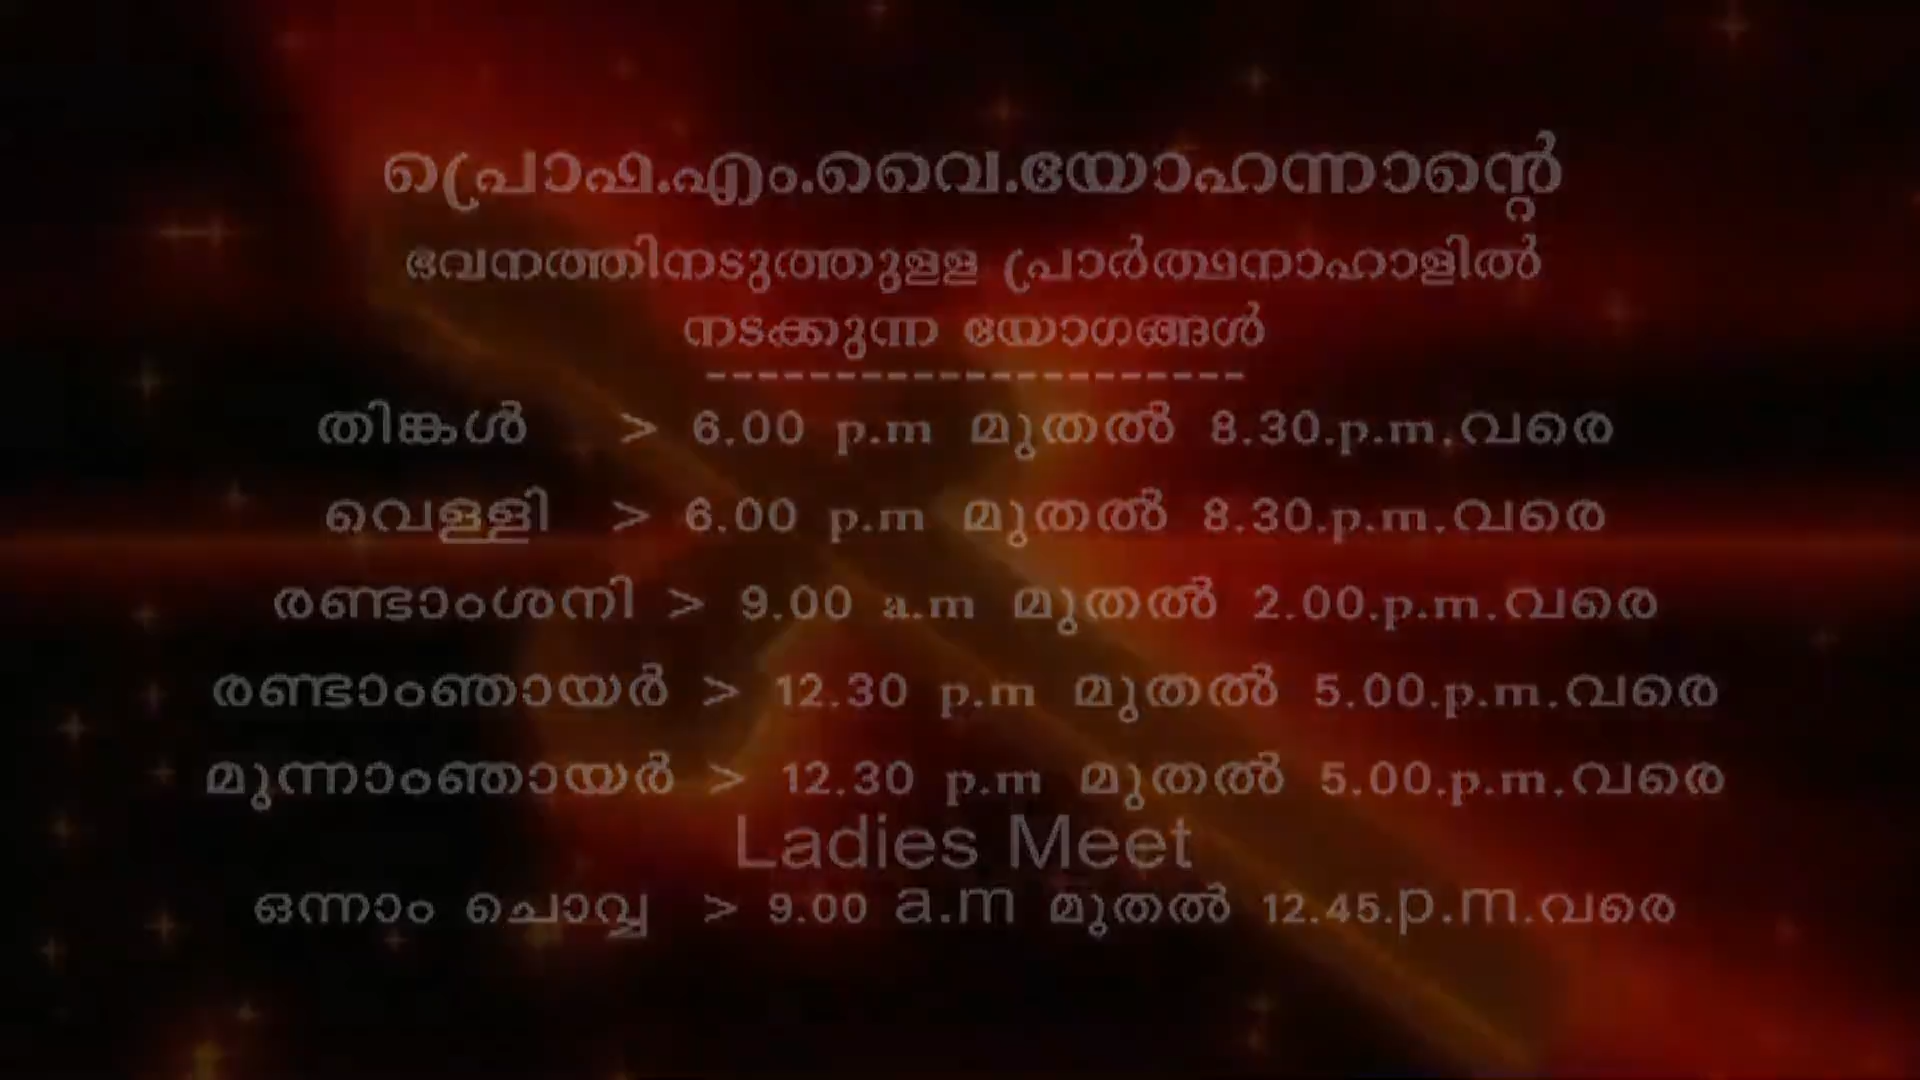 പ്രൊഫ.എം.വൈ.യോഹന്നാന്റെ
ഭവനത്തിനടുത്തുള്ള പ്രാർത്ഥനാഹാളിൽ
നടക്കുന്ന യോഗങ്ങൾ
---------------------
തിങ്കൾ > 6.00 p.m മുതൽ 8.30.p.m.വരെ
വെള്ളി > 6.00 p.m മുതൽ 8.30.p.m.വരെ
രണ്ടാംശനി > 9.00 a.m മുതൽ 2.00.p.m.വരെ
രണ്ടാംഞായർ > 12.30 p.m മുതൽ 5.00.p.m.വരെ
മുന്നാംഞായർ > 12.30 p.m മുതൽ 5.00.p.m.വരെ
Ladies Meet
ഒന്നാം ചൊവ്വ > 9.00 a.m മുതൽ 12.45.p.m.വരെ